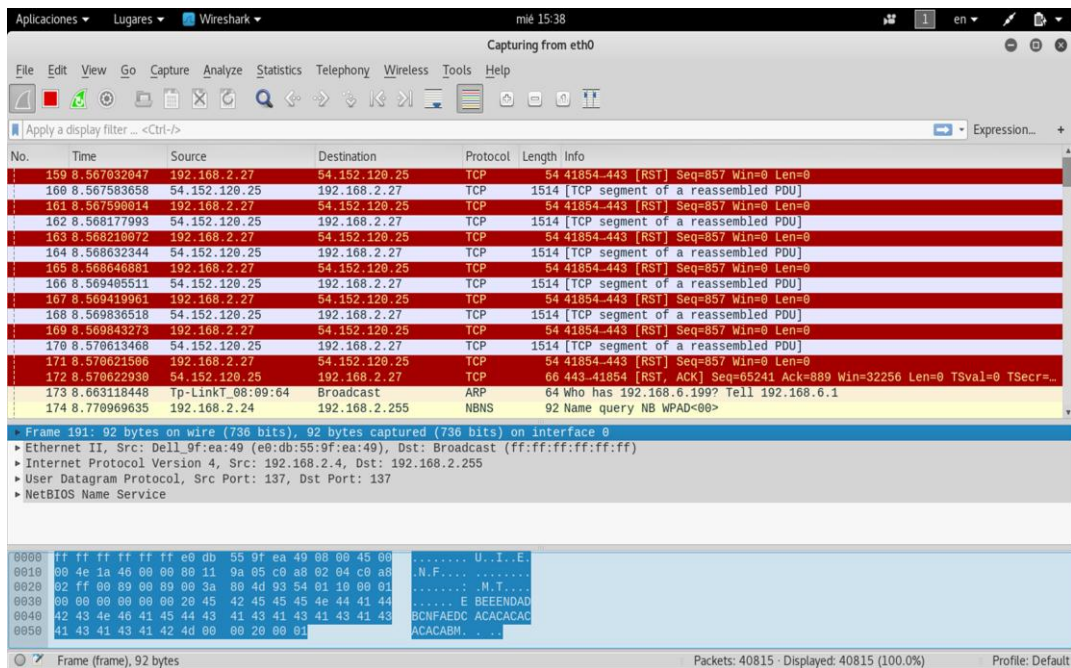 Aplicaciones Lugares Wireshark mié 15:38 1 en
Capturing from eth0
File Edit View Go Capture Analyze Statistics Telephony Wireless Tools Help
Apply a display filter ... <Ctrl-/> Expression... +
No. Time Source Destination Protocol Length Info
159 8.567032047 192.168.2.27 54.152.120.25 TCP 54 41854→443 [RST] Seq=857 Win=0 Len=0
160 8.567583658 54.152.120.25 192.168.2.27 TCP 1514 [TCP segment of a reassembled PDU]
161 8.567590014 192.168.2.27 54.152.120.25 TCP 54 41854→443 [RST] Seq=857 Win=0 Len=0
162 8.568177993 54.152.120.25 192.168.2.27 TCP 1514 [TCP segment of a reassembled PDU]
163 8.568210072 192.168.2.27 54.152.120.25 TCP 54 41854→443 [RST] Seq=857 Win=0 Len=0
164 8.568632344 54.152.120.25 192.168.2.27 TCP 1514 [TCP segment of a reassembled PDU]
165 8.568646881 192.168.2.27 54.152.120.25 TCP 54 41854→443 [RST] Seq=857 Win=0 Len=0
166 8.569405511 54.152.120.25 192.168.2.27 TCP 1514 [TCP segment of a reassembled PDU]
167 8.569419961 192.168.2.27 54.152.120.25 TCP 54 41854→443 [RST] Seq=857 Win=0 Len=0
168 8.569836518 54.152.120.25 192.168.2.27 TCP 1514 [TCP segment of a reassembled PDU]
169 8.569843273 192.168.2.27 54.152.120.25 TCP 54 41854→443 [RST] Seq=857 Win=0 Len=0
170 8.570613468 54.152.120.25 192.168.2.27 TCP 1514 [TCP segment of a reassembled PDU]
171 8.570621506 192.168.2.27 54.152.120.25 TCP 54 41854→443 [RST] Seq=857 Win=0 Len=0
172 8.570622930 54.152.120.25 192.168.2.27 TCP 66 443→41854 [RST, ACK] Seq=65241 Ack=889 Win=32256 Len=0 TSval=0 TSecr=…
173 8.663118448 Tp-LinkT_08:09:64 Broadcast ARP 64 Who has 192.168.6.199? Tell 192.168.6.1
174 8.770969635 192.168.2.24 192.168.2.255 NBNS 92 Name query NB WPAD<00>
Frame 191: 92 bytes on wire (736 bits), 92 bytes captured (736 bits) on interface 0
Ethernet II, Src: Dell_9f:ea:49 (e0:db:55:9f:ea:49), Dst: Broadcast (ff:ff:ff:ff:ff:ff)
Internet Protocol Version 4, Src: 192.168.2.4, Dst: 192.168.2.255
User Datagram Protocol, Src Port: 137, Dst Port: 137
NetBIOS Name Service
0000 ff ff ff ff ff ff e0 db 55 9f ea 49 08 00 45 00 ........ U..I..E.
0010 00 4e 1a 46 00 00 80 11 9a 05 c0 a8 02 04 c0 a8 .N.F.... ........
0020 02 ff 00 89 00 89 00 3a 80 4d 93 54 01 10 00 01 .......: .M.T....
0030 00 00 00 00 00 00 20 45 42 45 45 45 4e 44 41 44 ...... E BEEENDAD
0040 42 43 4e 46 41 45 44 43 41 43 41 43 41 43 41 43 BCNFAEDC ACACACAC
0050 41 43 41 43 41 42 4d 00 00 20 00 01 ACACABM. . ..
Frame (frame), 92 bytes Packets: 40815 · Displayed: 40815 (100.0%) Profile: Default